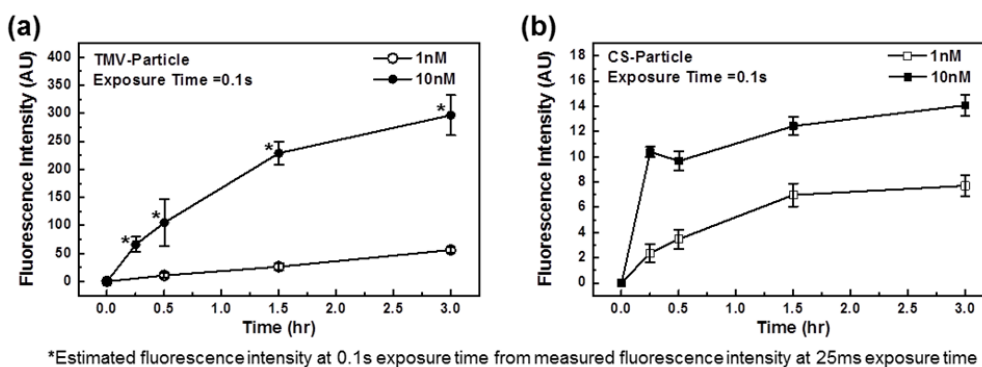 (a)
Fluorescence Intensity (AU)
400
350
300
250
200
150
100
50
0
TMV-Particle
Exposure Time =0.1s
1nM
10nM
*
*
*
*
0.0
0.5
1.0
1.5
2.0
2.5
3.0
Time (hr)
(b)
Fluorescence Intensity (AU)
18
16
14
12
10
8
6
4
2
0
CS-Particle
Exposure Time =0.1s
1nM
10nM
0.0
0.5
1.0
1.5
2.0
2.5
3.0
Time (hr)
*Estimated fluorescence intensity at 0.1s exposure time from measured fluorescence intensity at 25ms exposure time